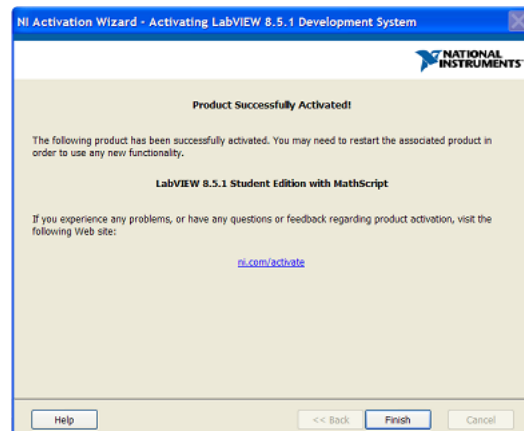 NI Activation Wizard - Activating LabVIEW 8.5.1 Development System
NATIONAL
INSTRUMENTS
Product Successfully Activated!
The following product has been successfully activated. You may need to restart the associated product in
order to use any new functionality.
LabVIEW 8.5.1 Student Edition with MathScript
If you experience any problems, or have any questions or feedback regarding product activation, visit the
following Web site:
ni.com/activate
Help
<< Back
Finish
Cancel